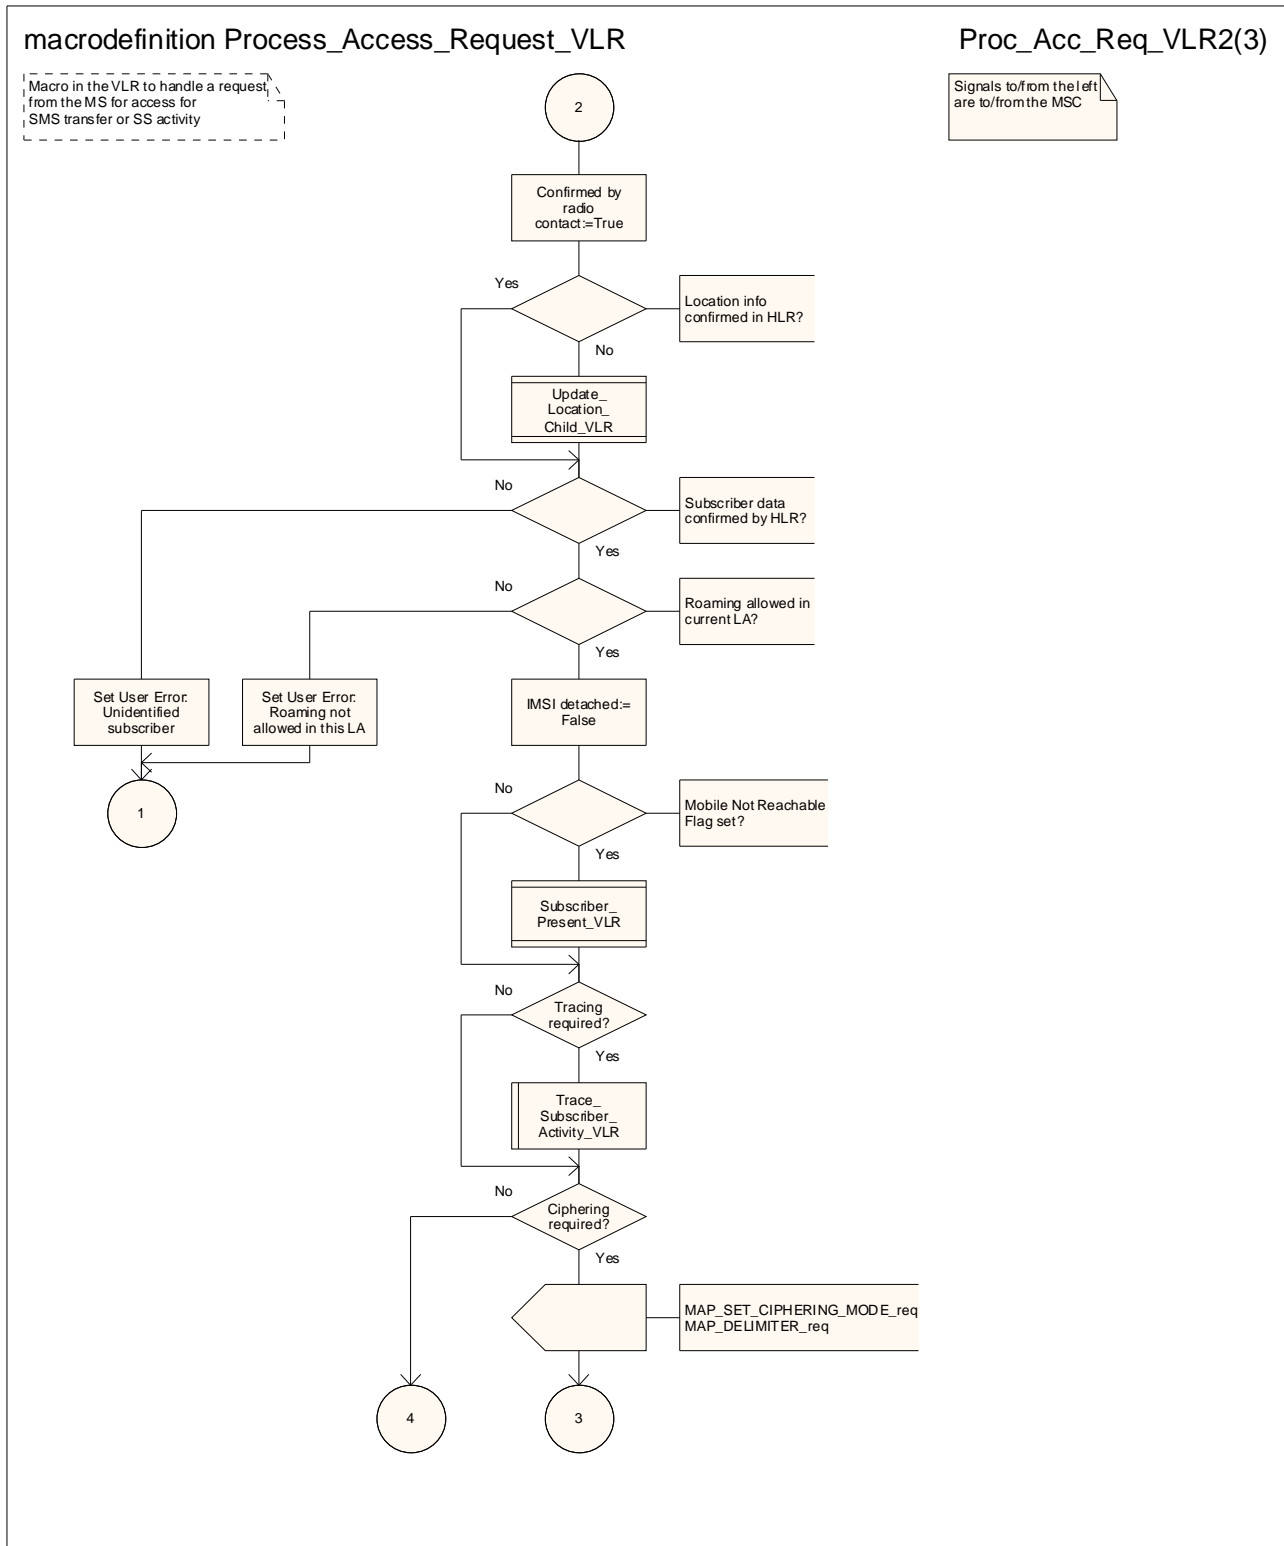 macrodefinition Process_Access_Request_VLR
Proc_Acc_Req_VLR2(3)
Macro in the VLR to handle a request
from the MS for access for
SMS transfer or SS activity
Signals to/from the left
are to/from the MSC
2
Confirmed by
radio
contact:=True
Yes
Location info
confirmed in HLR?
No
Update_
Location_
Child_VLR
No
Subscriber data
confirmed by HLR?
Yes
No
Roaming allowed in
current LA?
Yes
Set User Error:
Unidentified
subscriber
Set User Error:
Roaming not
allowed in this LA
IMSI detached:=
False
1
No
Mobile Not Reachable
Flag set?
Yes
Subscriber_
Present_VLR
No
Tracing
required?
Yes
Trace_
Subscriber_
Activity_VLR
No
Ciphering
required?
Yes
MAP_SET_CIPHERING_MODE_req
MAP_DELIMITER_req
4
3